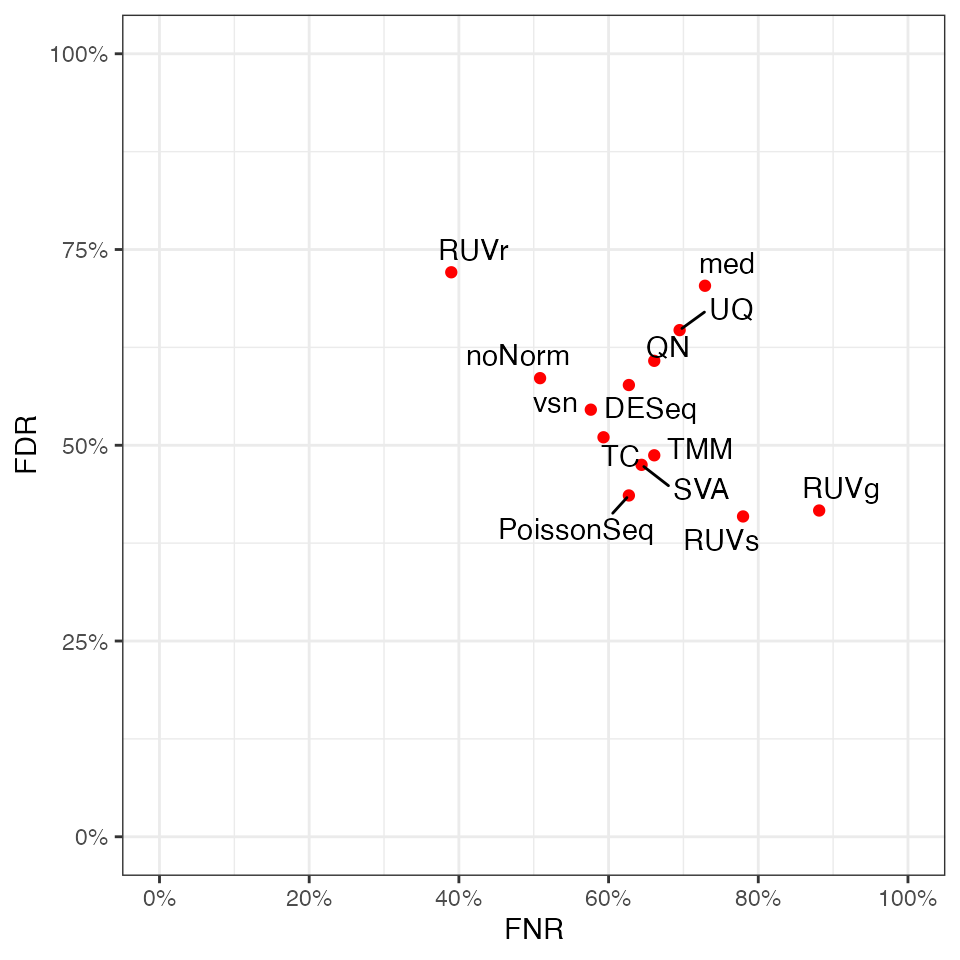 100%
75%
50%
25%
0%
FDR
RUVr
med
UQ
QN
noNorm
vsn
DESeq
TC
TMM
SVA
RUVg
PoissonSeq
RUVs
0%
20%
40%
60%
80%
100%
FNR